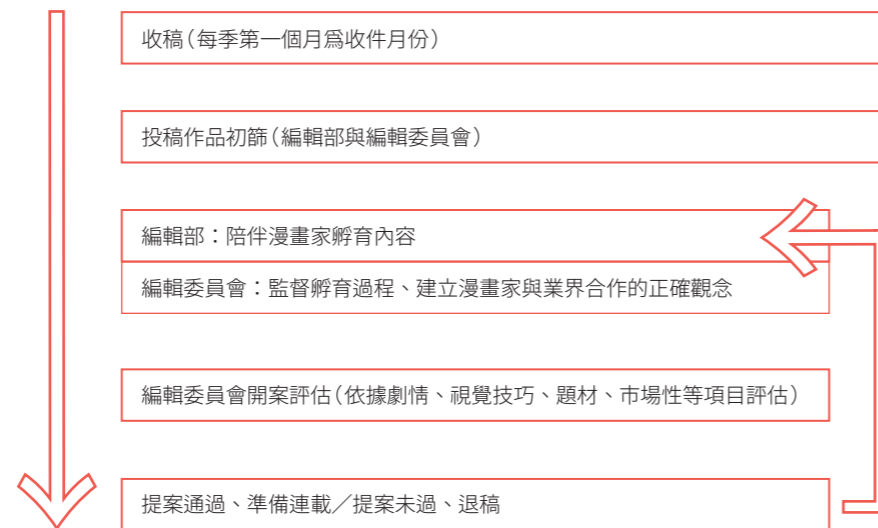 收稿（每季第一個月爲收件月份）
投稿作品初篩（編輯部與編輯委員會）
編輯部：陪伴漫畫家孵育內容
編輯委員會：監督孵育過程、建立漫畫家與業界合作的正確觀念
編輯委員會開案評估（依據劇情、視覺技巧、題材、市場性等項目評估）
提案通過、準備連載／提案未過、退稿